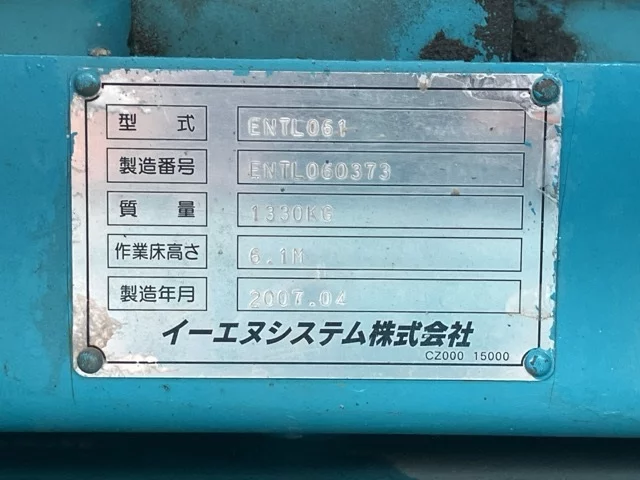 型式 ENTL061
製造番号 ENTL060373
質量 1330KG
作業床高さ 6.1M
製造年月 2007.04
イーエヌシステム株式会社
CZ000 15000